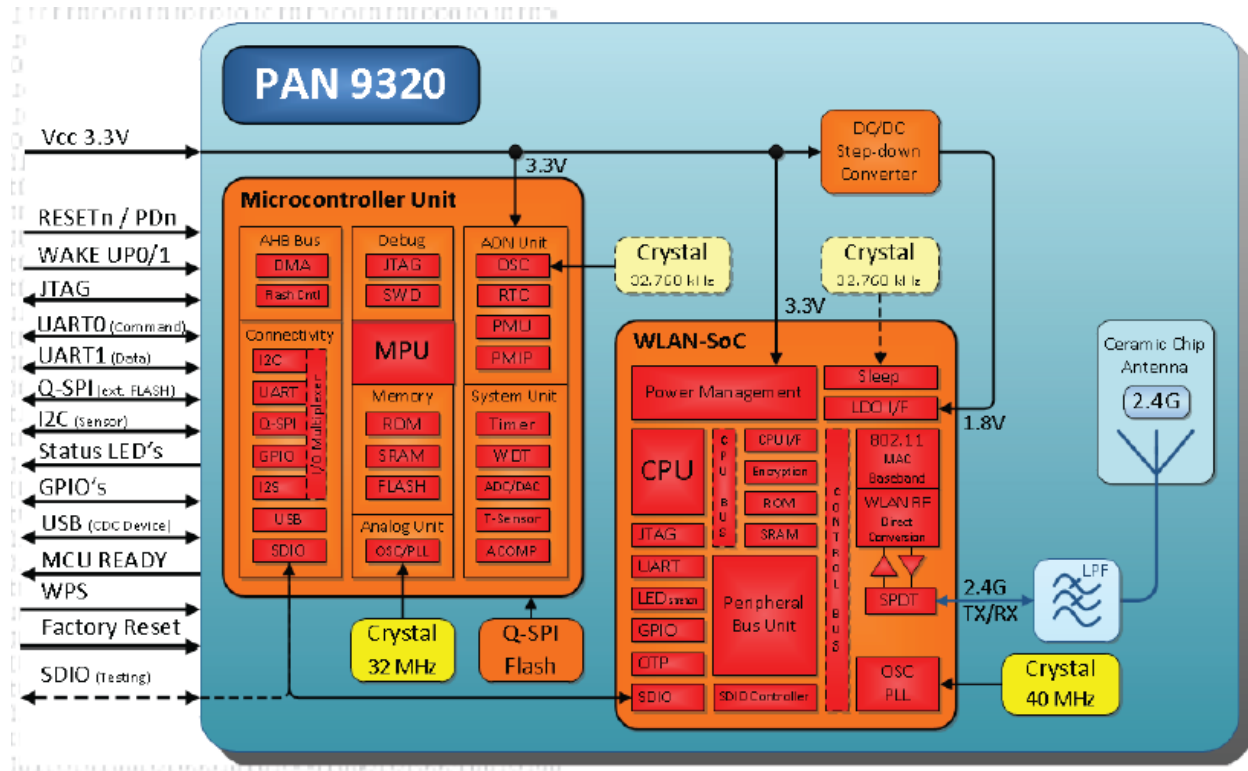 PAN 9320
Vcc 3.3V
RESETn / PDn
WAKE UP0/1
JTAG
UART0 (Command)
UART1 (Data)
Q-SPI (ext. FLASH)
I2C (Sensor)
Status LED's
GPIO's
USB (CDC Device)
MCU READY
WPS
Factory Reset
SDIO (Testing)
3.3V
DC/DC
Step-down
Converter
Microcontroller Unit
AHB Bus
DMA
Flash Cntl
Connectivity
I2C
UART
Q-SPI
GPIO
I2S
I/O Multiplexer
USB
SDIO
Debug
JTAG
SWD
MPU
Memory
ROM
SRAM
FLASH
Analog Unit
OSC/PLL
AON Unit
OSC
RTC
PMU
PMIP
System Unit
Timer
WDT
ADC/DAC
T-Sensor
ACOMP
Crystal
32.768 kHz
Crystal
32.768 kHz
Crystal
32 MHz
Q-SPI
Flash
3.3V
WLAN-SoC
Power Management
Sleep
LDO I/F
1.8V
CPU
CPU BUS
CPU I/F
Encryption
ROM
SRAM
CONTROL BUS
802.11
MAC
Baseband
WLAN RF
Direct
Conversion
SPDT
JTAG
UART
LED
GPIO
OTP
SDIO
Peripheral
Bus Unit
SDIO Controller
OSC
PLL
2.4G
TX/RX
LPF
Crystal
40 MHz
Ceramic Chip
Antenna
2.4G